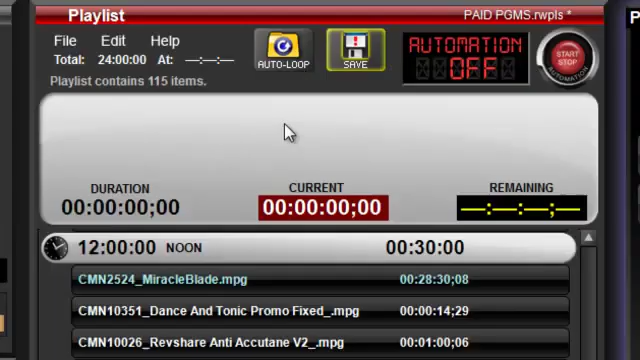 Playlist PAID PGMS.rwpls *
File Edit Help
Total: 24:00:00 At: —:—:—
Playlist contains 115 items.
AUTO-LOOP
SAVE
AUTOMATION
OFF
START
STOP
AUTOMATION
DURATION CURRENT REMAINING
00:00:00;00 00:00:00;00 —:—:—;—
12:00:00 NOON 00:30:00
CMN2524_MiracleBlade.mpg 00:28:30;08
CMN10351_Dance And Tonic Promo Fixed_.mpg 00:00:14;29
CMN10026_Revshare Anti Accutane V2_.mpg 00:01:00;06